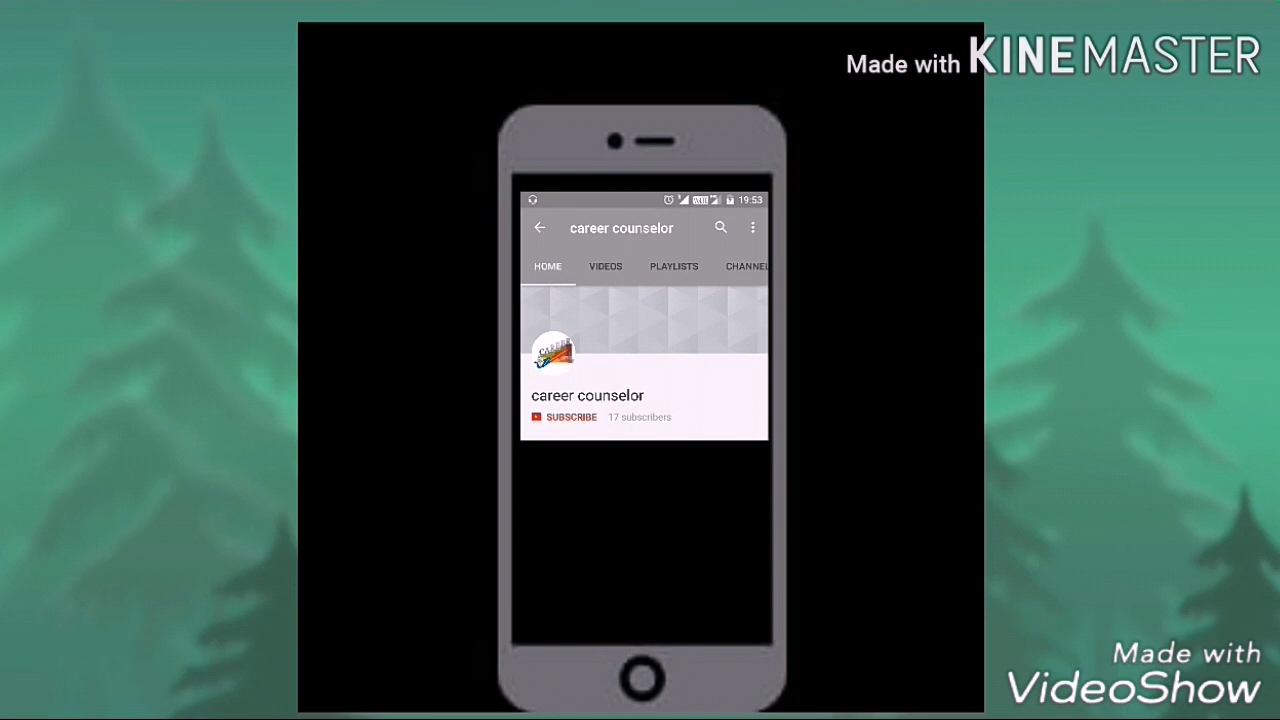 Made with KINEMASTER
19:53
career counselor
HOME VIDEOS PLAYLISTS CHANNEL
CAREER
career counselor
SUBSCRIBE 17 subscribers
Made with
VideoShow